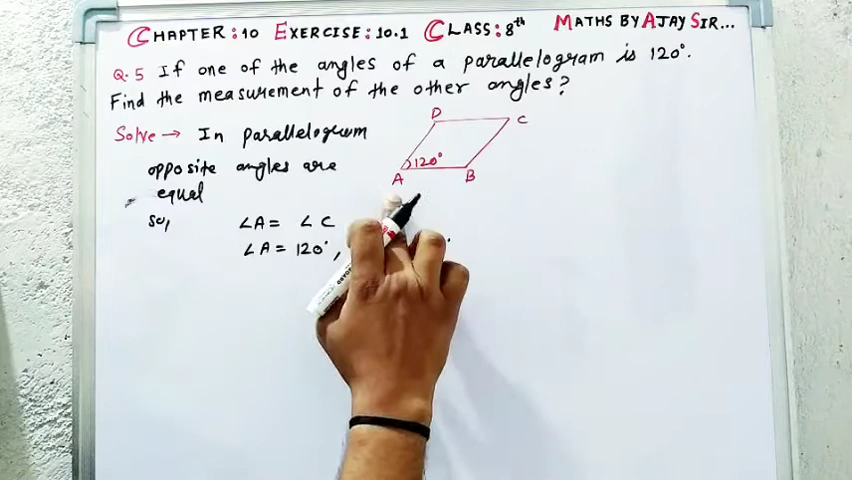 CHAPTER:10 EXERCISE:10.1 CLASS:8th MATHS BY AJAY SIR...
Q.5 If one of the angles of a parallelogram is 120°.
Find the measurement of the other angles?
Solve → In parallelogram
opposite angles are
equal
so,
∠A = ∠C
∠A = 120°,
D
C
120°
A
B